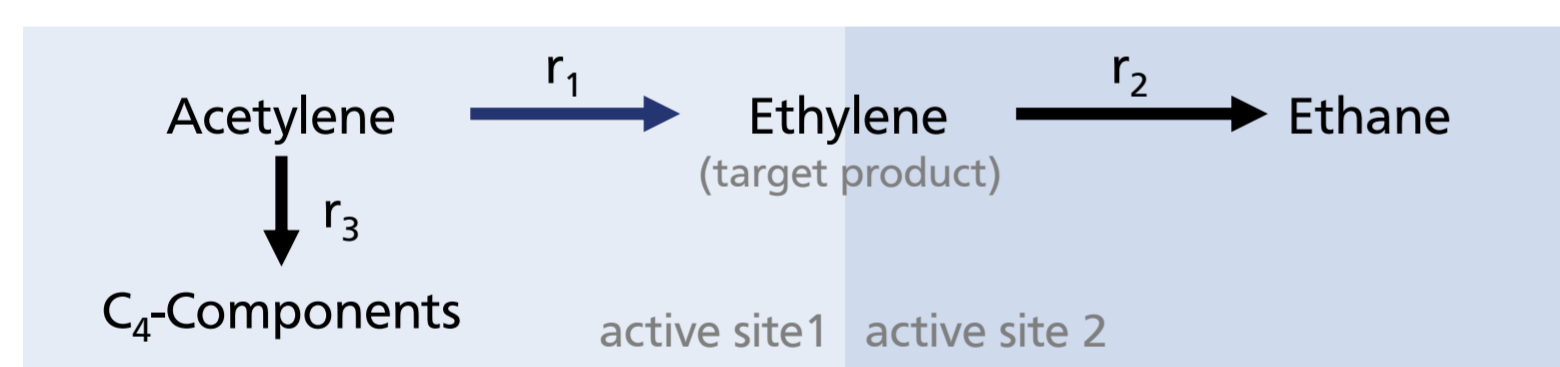 r₁
r₂
Acetylene
Ethylene
Ethane
(target product)
r₃
C₄-Components
active site1
active site 2